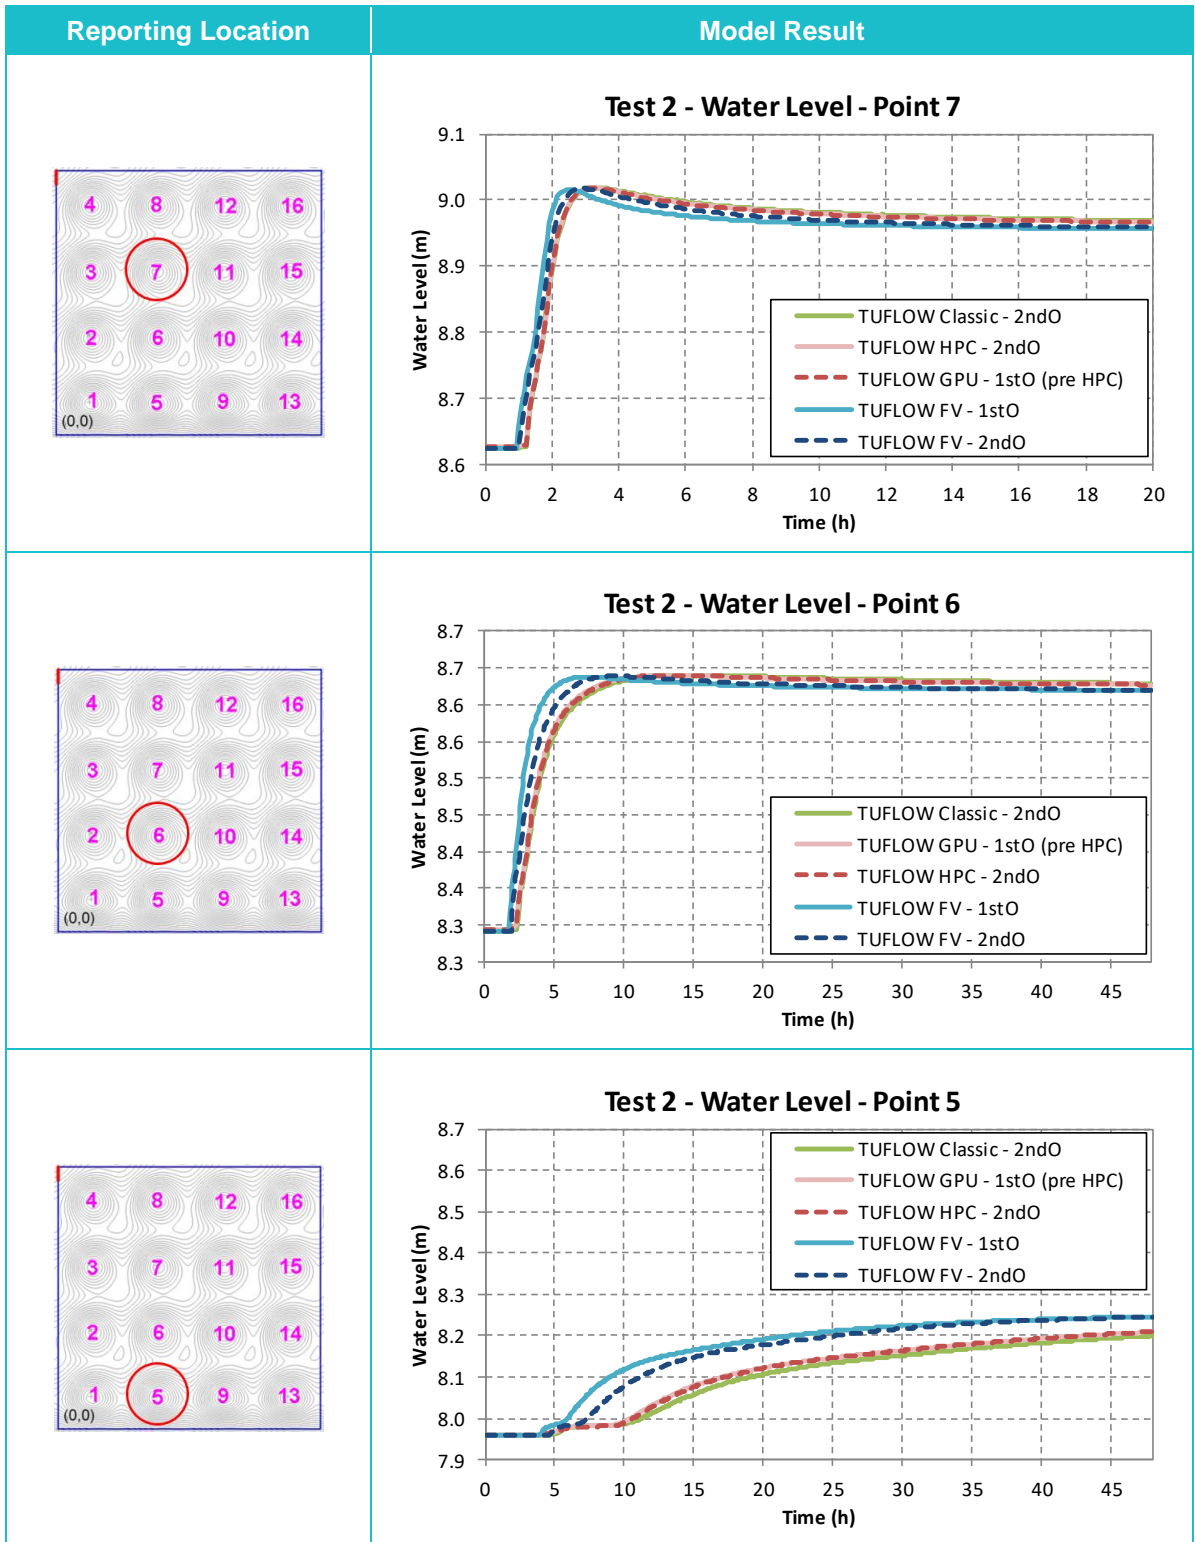 Reporting Location
Model Result
4 8 12 16
3 7 11 15
2 6 10 14
1 5 9 13
(0,0)
Test 2 - Water Level - Point 7
Water Level (m)
9.1
9.0
8.9
8.8
8.7
8.6
TUFLOW Classic - 2ndO
TUFLOW HPC - 2ndO
TUFLOW GPU - 1stO (pre HPC)
TUFLOW FV - 1stO
TUFLOW FV - 2ndO
0 2 4 6 8 10 12 14 16 18 20
Time (h)
4 8 12 16
3 7 11 15
2 6 10 14
1 5 9 13
(0,0)
Test 2 - Water Level - Point 6
Water Level (m)
8.7
8.7
8.6
8.6
8.5
8.5
8.4
8.4
8.3
8.3
TUFLOW Classic - 2ndO
TUFLOW GPU - 1stO (pre HPC)
TUFLOW HPC - 2ndO
TUFLOW FV - 1stO
TUFLOW FV - 2ndO
0 5 10 15 20 25 30 35 40 45
Time (h)
4 8 12 16
3 7 11 15
2 6 10 14
1 5 9 13
(0,0)
Test 2 - Water Level - Point 5
Water Level (m)
8.7
8.6
8.5
8.4
8.3
8.2
8.1
8.0
7.9
TUFLOW Classic - 2ndO
TUFLOW GPU - 1stO (pre HPC)
TUFLOW HPC - 2ndO
TUFLOW FV - 1stO
TUFLOW FV - 2ndO
0 5 10 15 20 25 30 35 40 45
Time (h)